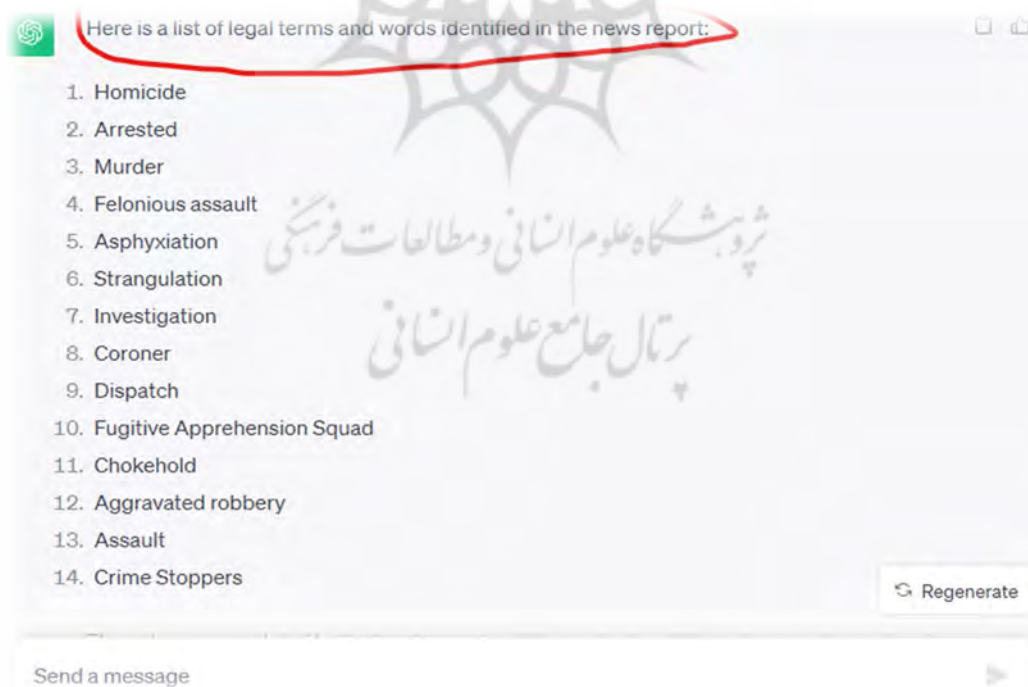 Here is a list of legal terms and words identified in the news report:
1. Homicide
2. Arrested
3. Murder
4. Felonious assault
5. Asphyxiation
6. Strangulation
7. Investigation
پژوهشگاه علوم انسانی و مطالعات فرهنگی
8. Coroner
پرتال جامع علوم انسانی
9. Dispatch
10. Fugitive Apprehension Squad
11. Chokehold
12. Aggravated robbery
13. Assault
14. Crime Stoppers
Regenerate
Send a message